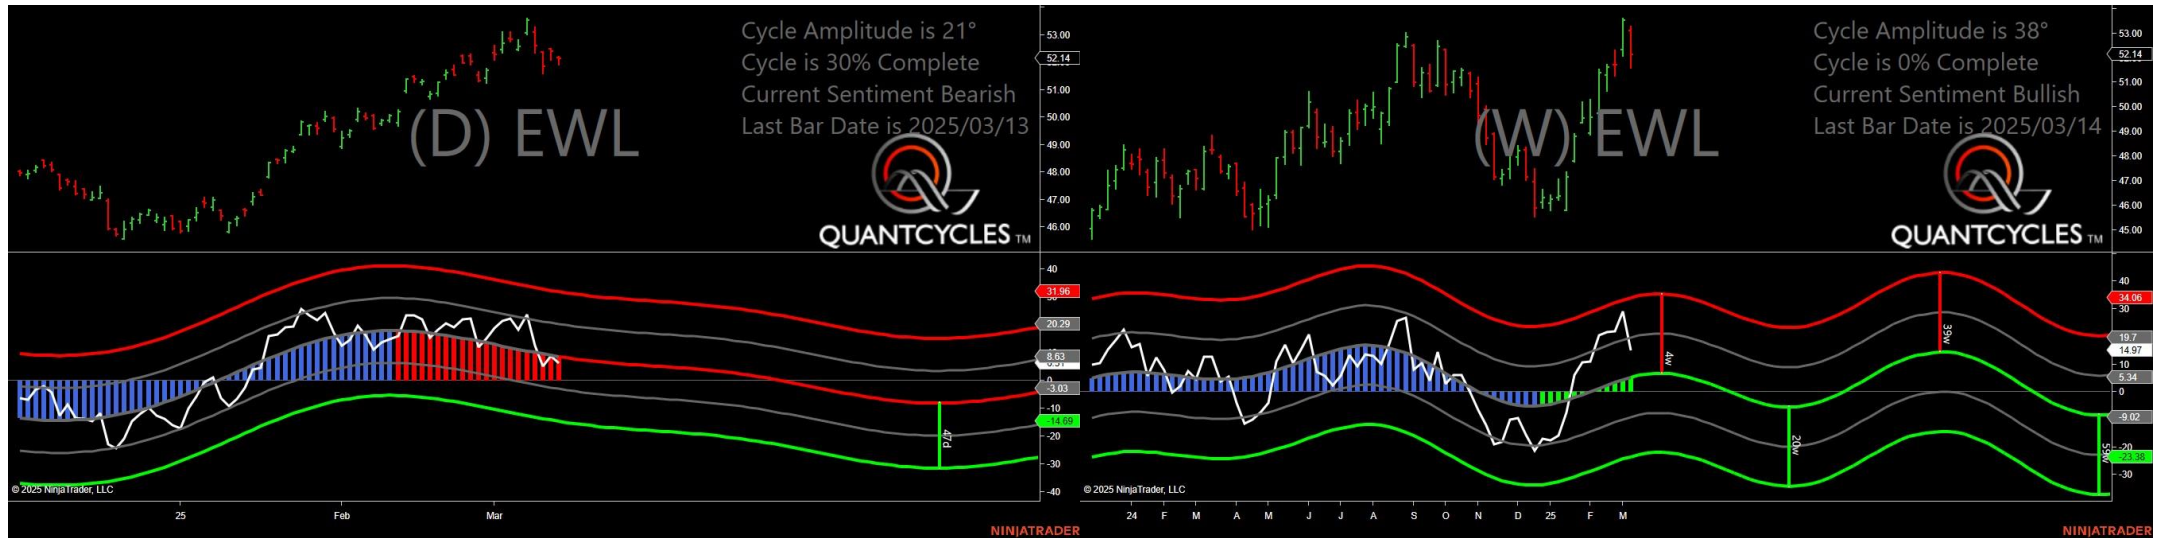 Cycle Amplitude is 21°
Cycle is 30% Complete
Current Sentiment Bearish
Last Bar Date is 2025/03/13
(D) EWL
QUANTCYCLES TM
53.00
52.14
51.00
50.00
49.00
48.00
47.00
46.00
40
31.96
20.29
8.63
0
-3.03
-10
-14.69
-20
-30
-40
47d
© 2025 NinjaTrader, LLC
25
Feb
Mar
NINJATRADER
Cycle Amplitude is 38°
Cycle is 0% Complete
Current Sentiment Bullish
Last Bar Date is 2025/03/14
(W) EWL
QUANTCYCLES TM
53.00
52.14
51.00
50.00
49.00
48.00
47.00
46.00
45.00
40
34.06
30
19.7
14.97
10
5.34
0
-9.02
-20
-23.38
-30
4w
20w
39w
© 2025 NinjaTrader, LLC
24 F M A M J J A S O N D 25 F M
NINJATRADER